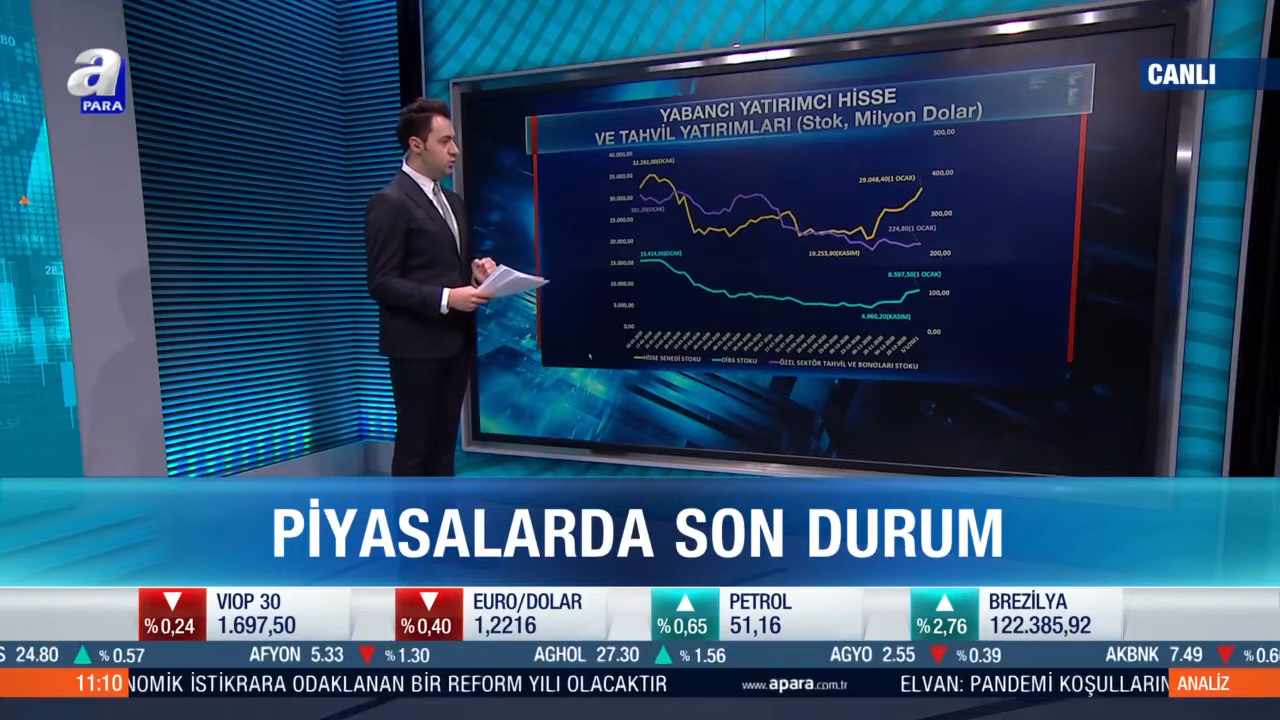 a
PARA
CANLI
YABANCI YATIRIMCI HİSSE
VE TAHVİL YATIRIMLARI (Stok, Milyon Dolar)
500,00
400,00
300,00
200,00
100,00
0,00
40.000,00
35.000,00
30.000,00
25.000,00
20.000,00
15.000,00
10.000,00
5.000,00
0,00
32.292,00(OCAK)
29.048,40(1 OCAK)
224,80(1 OCAK)
19.255,90(KASIM)
15.414,00(OCAK)
8.597,50(1 OCAK)
4.960,20(KASIM)
HİSSE SENEDİ STOKU
DİBS STOKU
ÖZEL SEKTÖR TAHVİL VE BONOLARI STOKU
PİYASALARDA SON DURUM
% 0,24 VIOP 30 1.697,50
% 0,40 EURO/DOLAR 1,2216
% 0,65 PETROL 51,16
% 2,76 BREZİLYA 122.385,92
S 24.80 % 0.57 AFYON 5.33 % 1.30 AGHOL 27.30 % 1.56 AGYO 2.55 % 0.39 AKBNK 7.49 % 0.6
11:10 NOMİK İSTİKRARA ODAKLANAN BİR REFORM YILI OLACAKTIR www.apara.com.tr ELVAN: PANDEMİ KOŞULLARIN ANALİZ